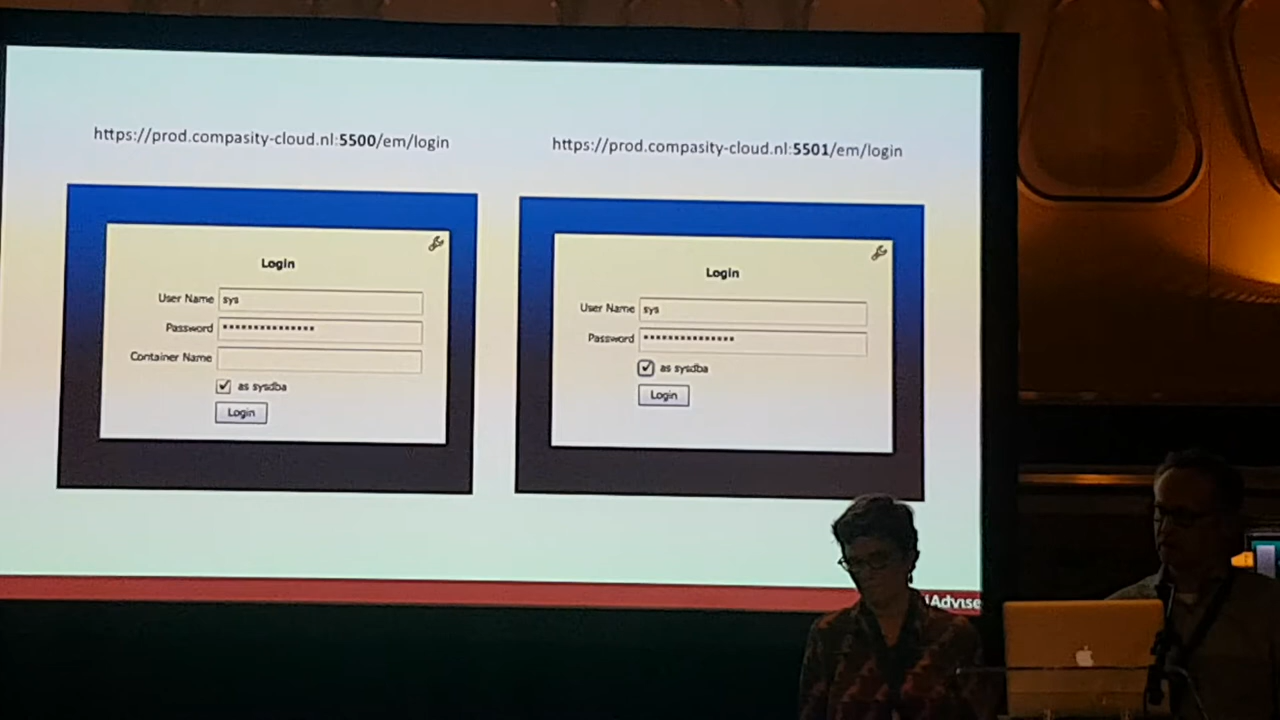 https://prod.compasity-cloud.nl:5500/em/login
Login
User Name sys
Password ***************
Container Name
as sysdba
Login
https://prod.compasity-cloud.nl:5501/em/login
Login
User Name sys
Password ***************
as sysdba
Login
iAdvise